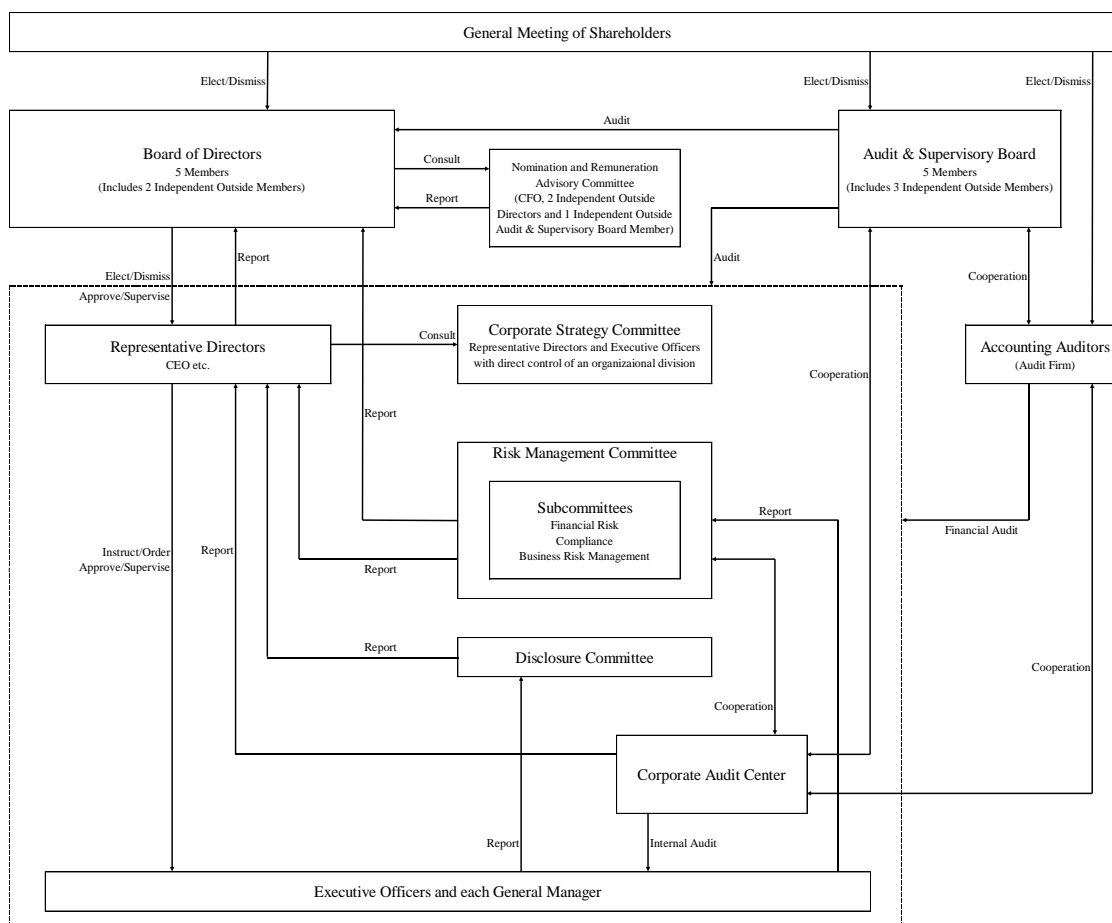 General Meeting of Shareholders
Elect/Dismiss
Elect/Dismiss
Elect/Dismiss
Audit
Board of Directors
5 Members
(Includes 2 Independent Outside Members)
Consult
Report
Nomination and Remuneration
Advisory Committee
(CFO, 2 Independent Outside
Directors and 1 Independent Outside
Audit & Supervisory Board Member)
Audit & Supervisory Board
5 Members
(Includes 3 Independent Outside Members)
Report
Audit
Elect/Dismiss
Approve/Supervise
Cooperation
Representative Directors
CEO etc.
Consult
Corporate Strategy Committee
Representative Directors and Executive Officers
with direct control of an organizaional division
Accounting Auditors
(Audit Firm)
Cooperation
Report
Risk Management Committee
Subcommittees
Financial Risk
Compliance
Business Risk Management
Report
Financial Audit
Instruct/Order
Approve/Supervise
Report
Report
Report
Disclosure Committee
Cooperation
Cooperation
Corporate Audit Center
Report
Internal Audit
Executive Officers and each General Manager